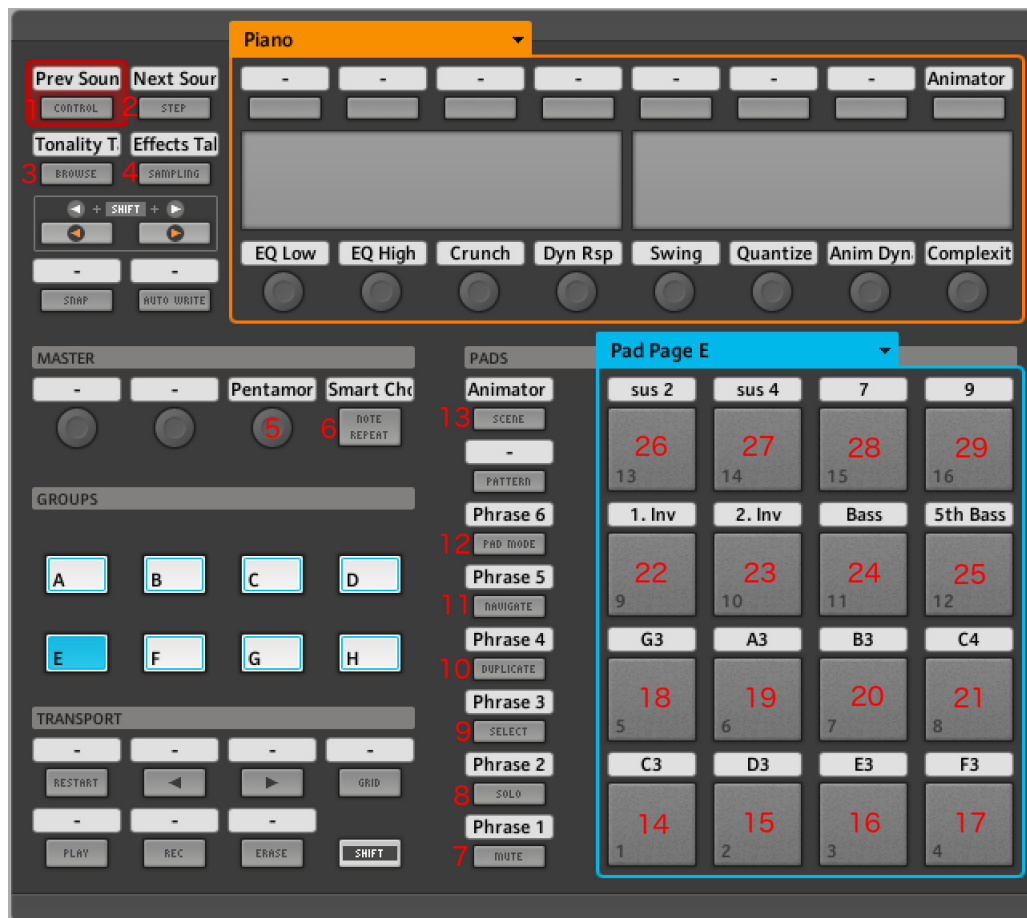 Piano
Prev Soun Next Sour - - - - - - - Animator
1 CONTROL 2 STEP
Tonality T. Effects Tal
3 BROWSE 4 SAMPLING
+ SHIFT +
EQ Low EQ High Crunch Dyn Rsp Swing Quantize Anim Dyn. Complexit
- -
SNAP AUTO WRITE
MASTER
- - Pentamor Smart Cho
5 6 NOTE REPEAT
GROUPS
A B C D
E F G H
TRANSPORT
- - - -
RESTART GRID
- - -
PLAY REC ERASE SHIFT
PADS
Animator
13 SCENE
-
PATTERN
Phrase 6
12 PAD MODE
Phrase 5
11 NAVIGATE
Phrase 4
10 DUPLICATE
Phrase 3
9 SELECT
Phrase 2
8 SOLO
Phrase 1
7 MUTE
Pad Page E
sus 2 sus 4 7 9
26 27 28 29
13 14 15 16
1. Inv 2. Inv Bass 5th Bass
22 23 24 25
9 10 11 12
G3 A3 B3 C4
18 19 20 21
5 6 7 8
C3 D3 E3 F3
14 15 16 17
1 2 3 4